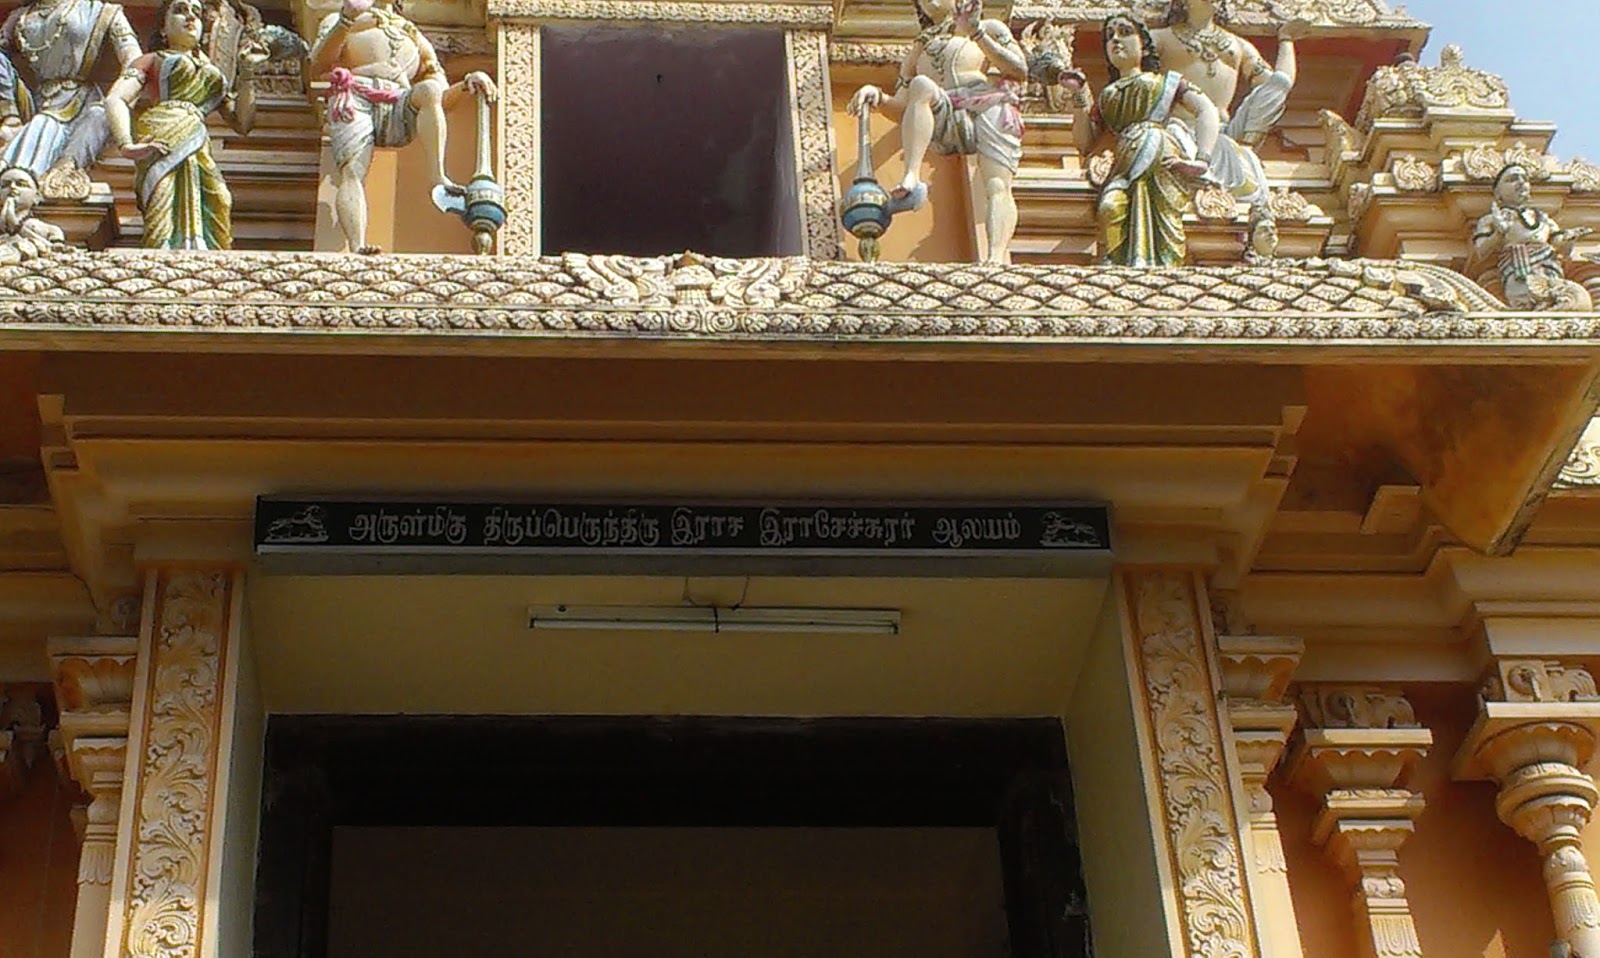 அருள்மிகு திருப்பெருந்திரு இராச இராசேச்சுரர் ஆலயம்